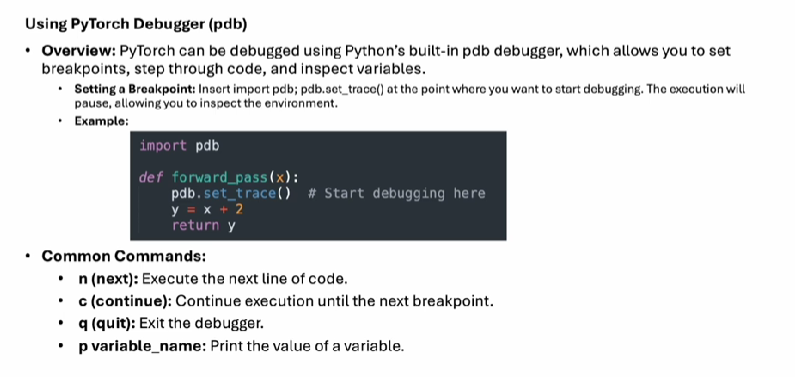 Using PyTorch Debugger (pdb)
• Overview: PyTorch can be debugged using Python's built-in pdb debugger, which allows you to set
breakpoints, step through code, and inspect variables.
• Setting a Breakpoint: Insert import pdb; pdb.set_trace() at the point where you want to start debugging. The execution will
pause, allowing you to inspect the environment.
• Example:
import pdb
def forward_pass(x):
    pdb.set_trace()  # Start debugging here
    y = x + 2
    return y
• Common Commands:
• n (next): Execute the next line of code.
• c (continue): Continue execution until the next breakpoint.
• q (quit): Exit the debugger.
• p variable_name: Print the value of a variable.